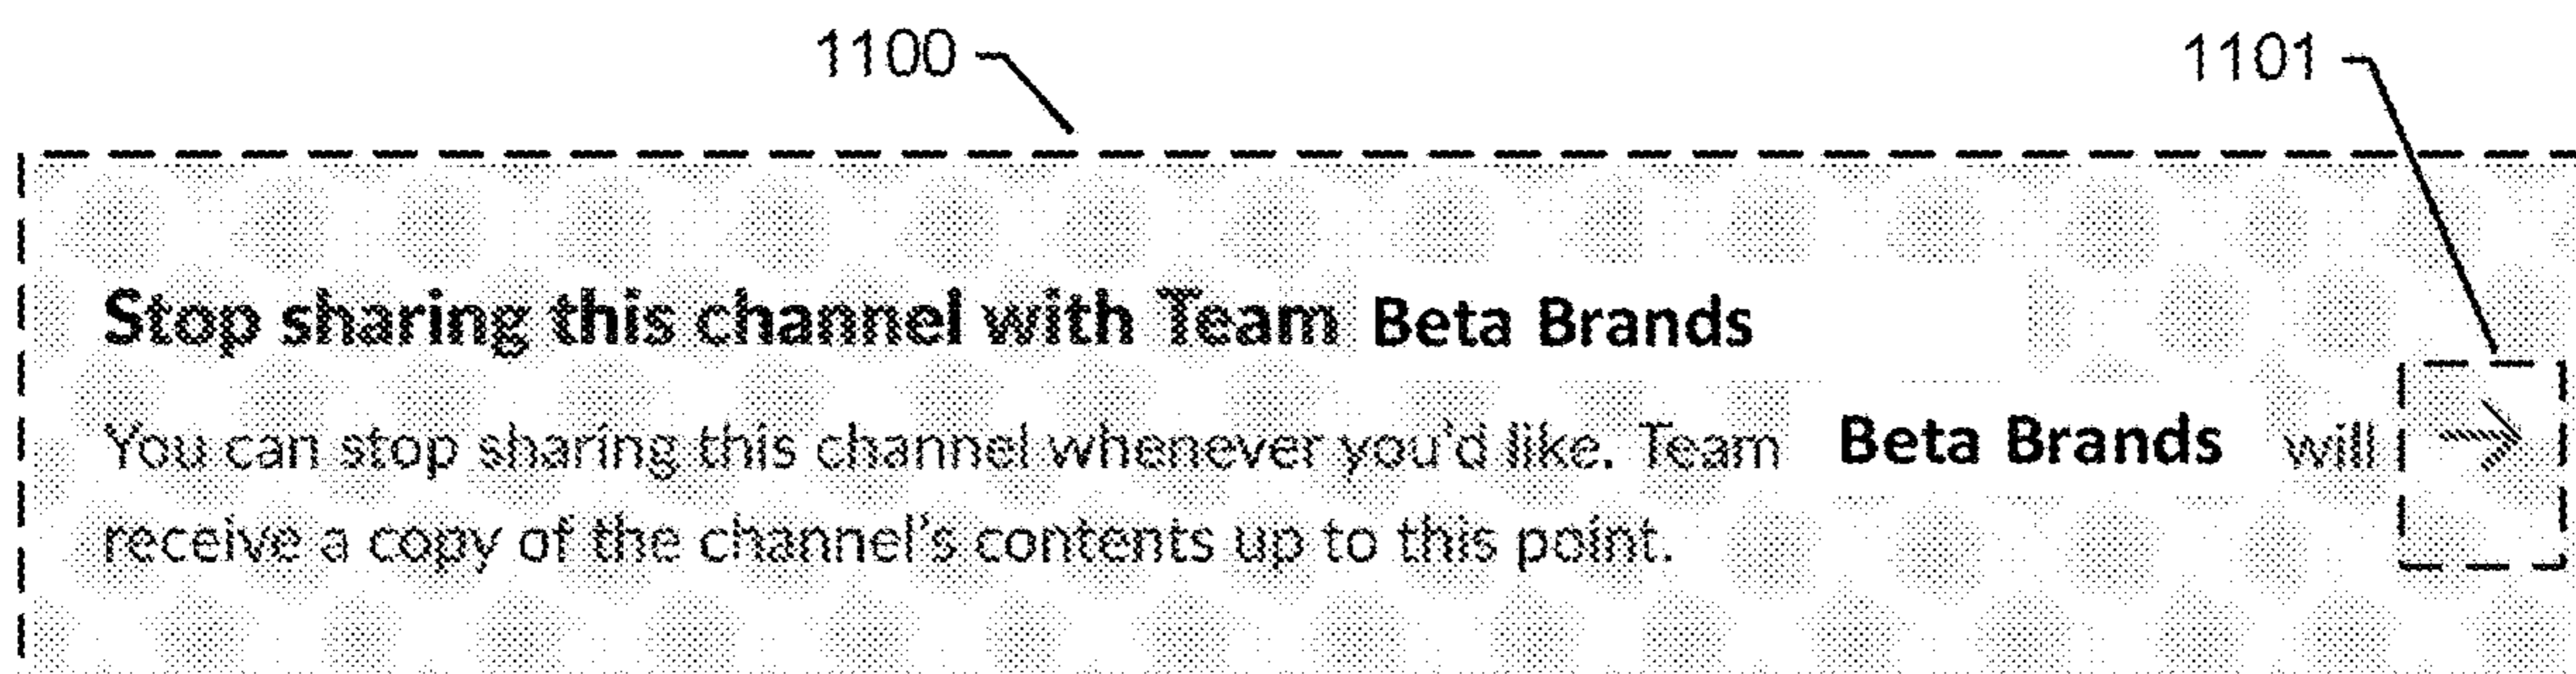 1100 1101
Stop sharing this channel with Team Beta Brands
You can stop sharing this channel whenever you'd like. Team Beta Brands will
receive a copy of the channel's contents up to this point.